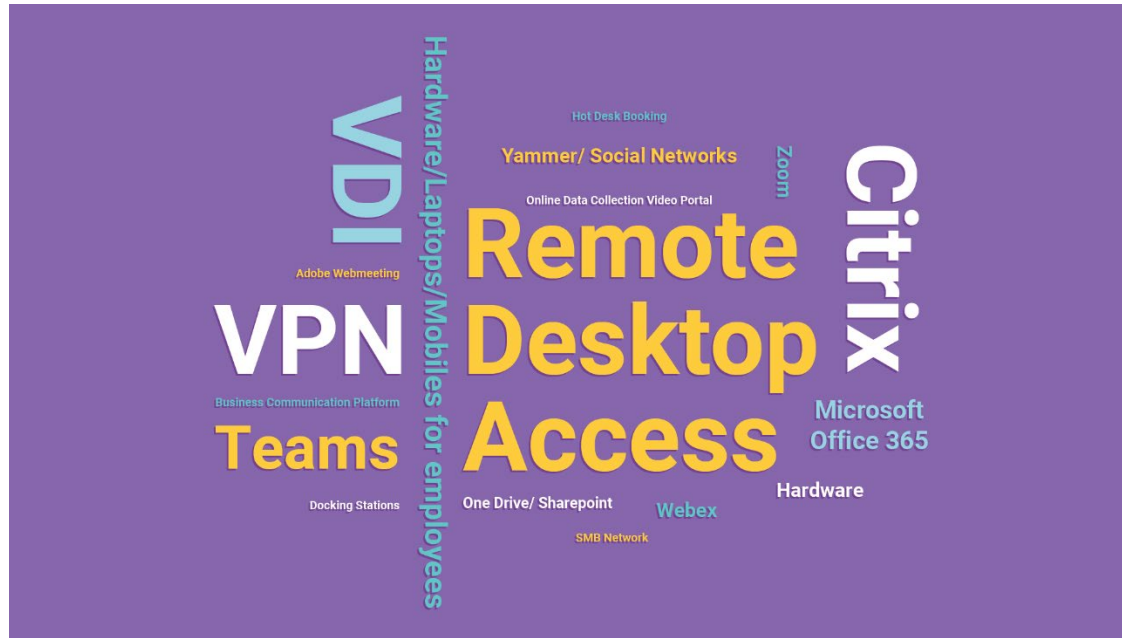 Hot Desk Booking
Yammer/ Social Networks
Zoom
Online Data Collection Video Portal
VDI
Hardware/Laptops/Mobiles for employees
Citrix
Remote
Desktop
Access
Adobe Webmeeting
VPN
Business Communication Platform
Teams
Microsoft
Office 365
Docking Stations
One Drive/ Sharepoint
Webex
Hardware
SMB Network